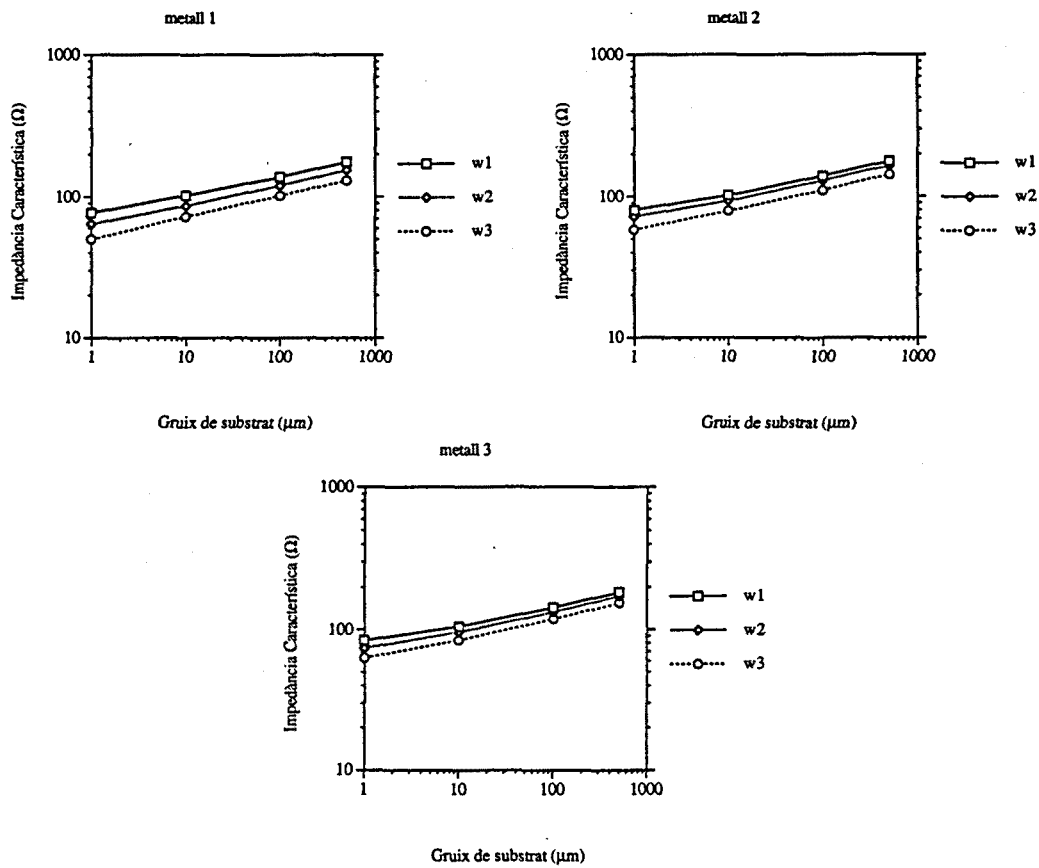 metall 1
1000
100
10
1
10
100
1000
Impedància Característica (Ω)
Gruix de substrat (μm)
w1
w2
w3
metall 2
1000
100
10
1
10
100
1000
Impedància Característica (Ω)
Gruix de substrat (μm)
w1
w2
w3
metall 3
1000
100
10
1
10
100
1000
Impedància Característica (Ω)
Gruix de substrat (μm)
w1
w2
w3